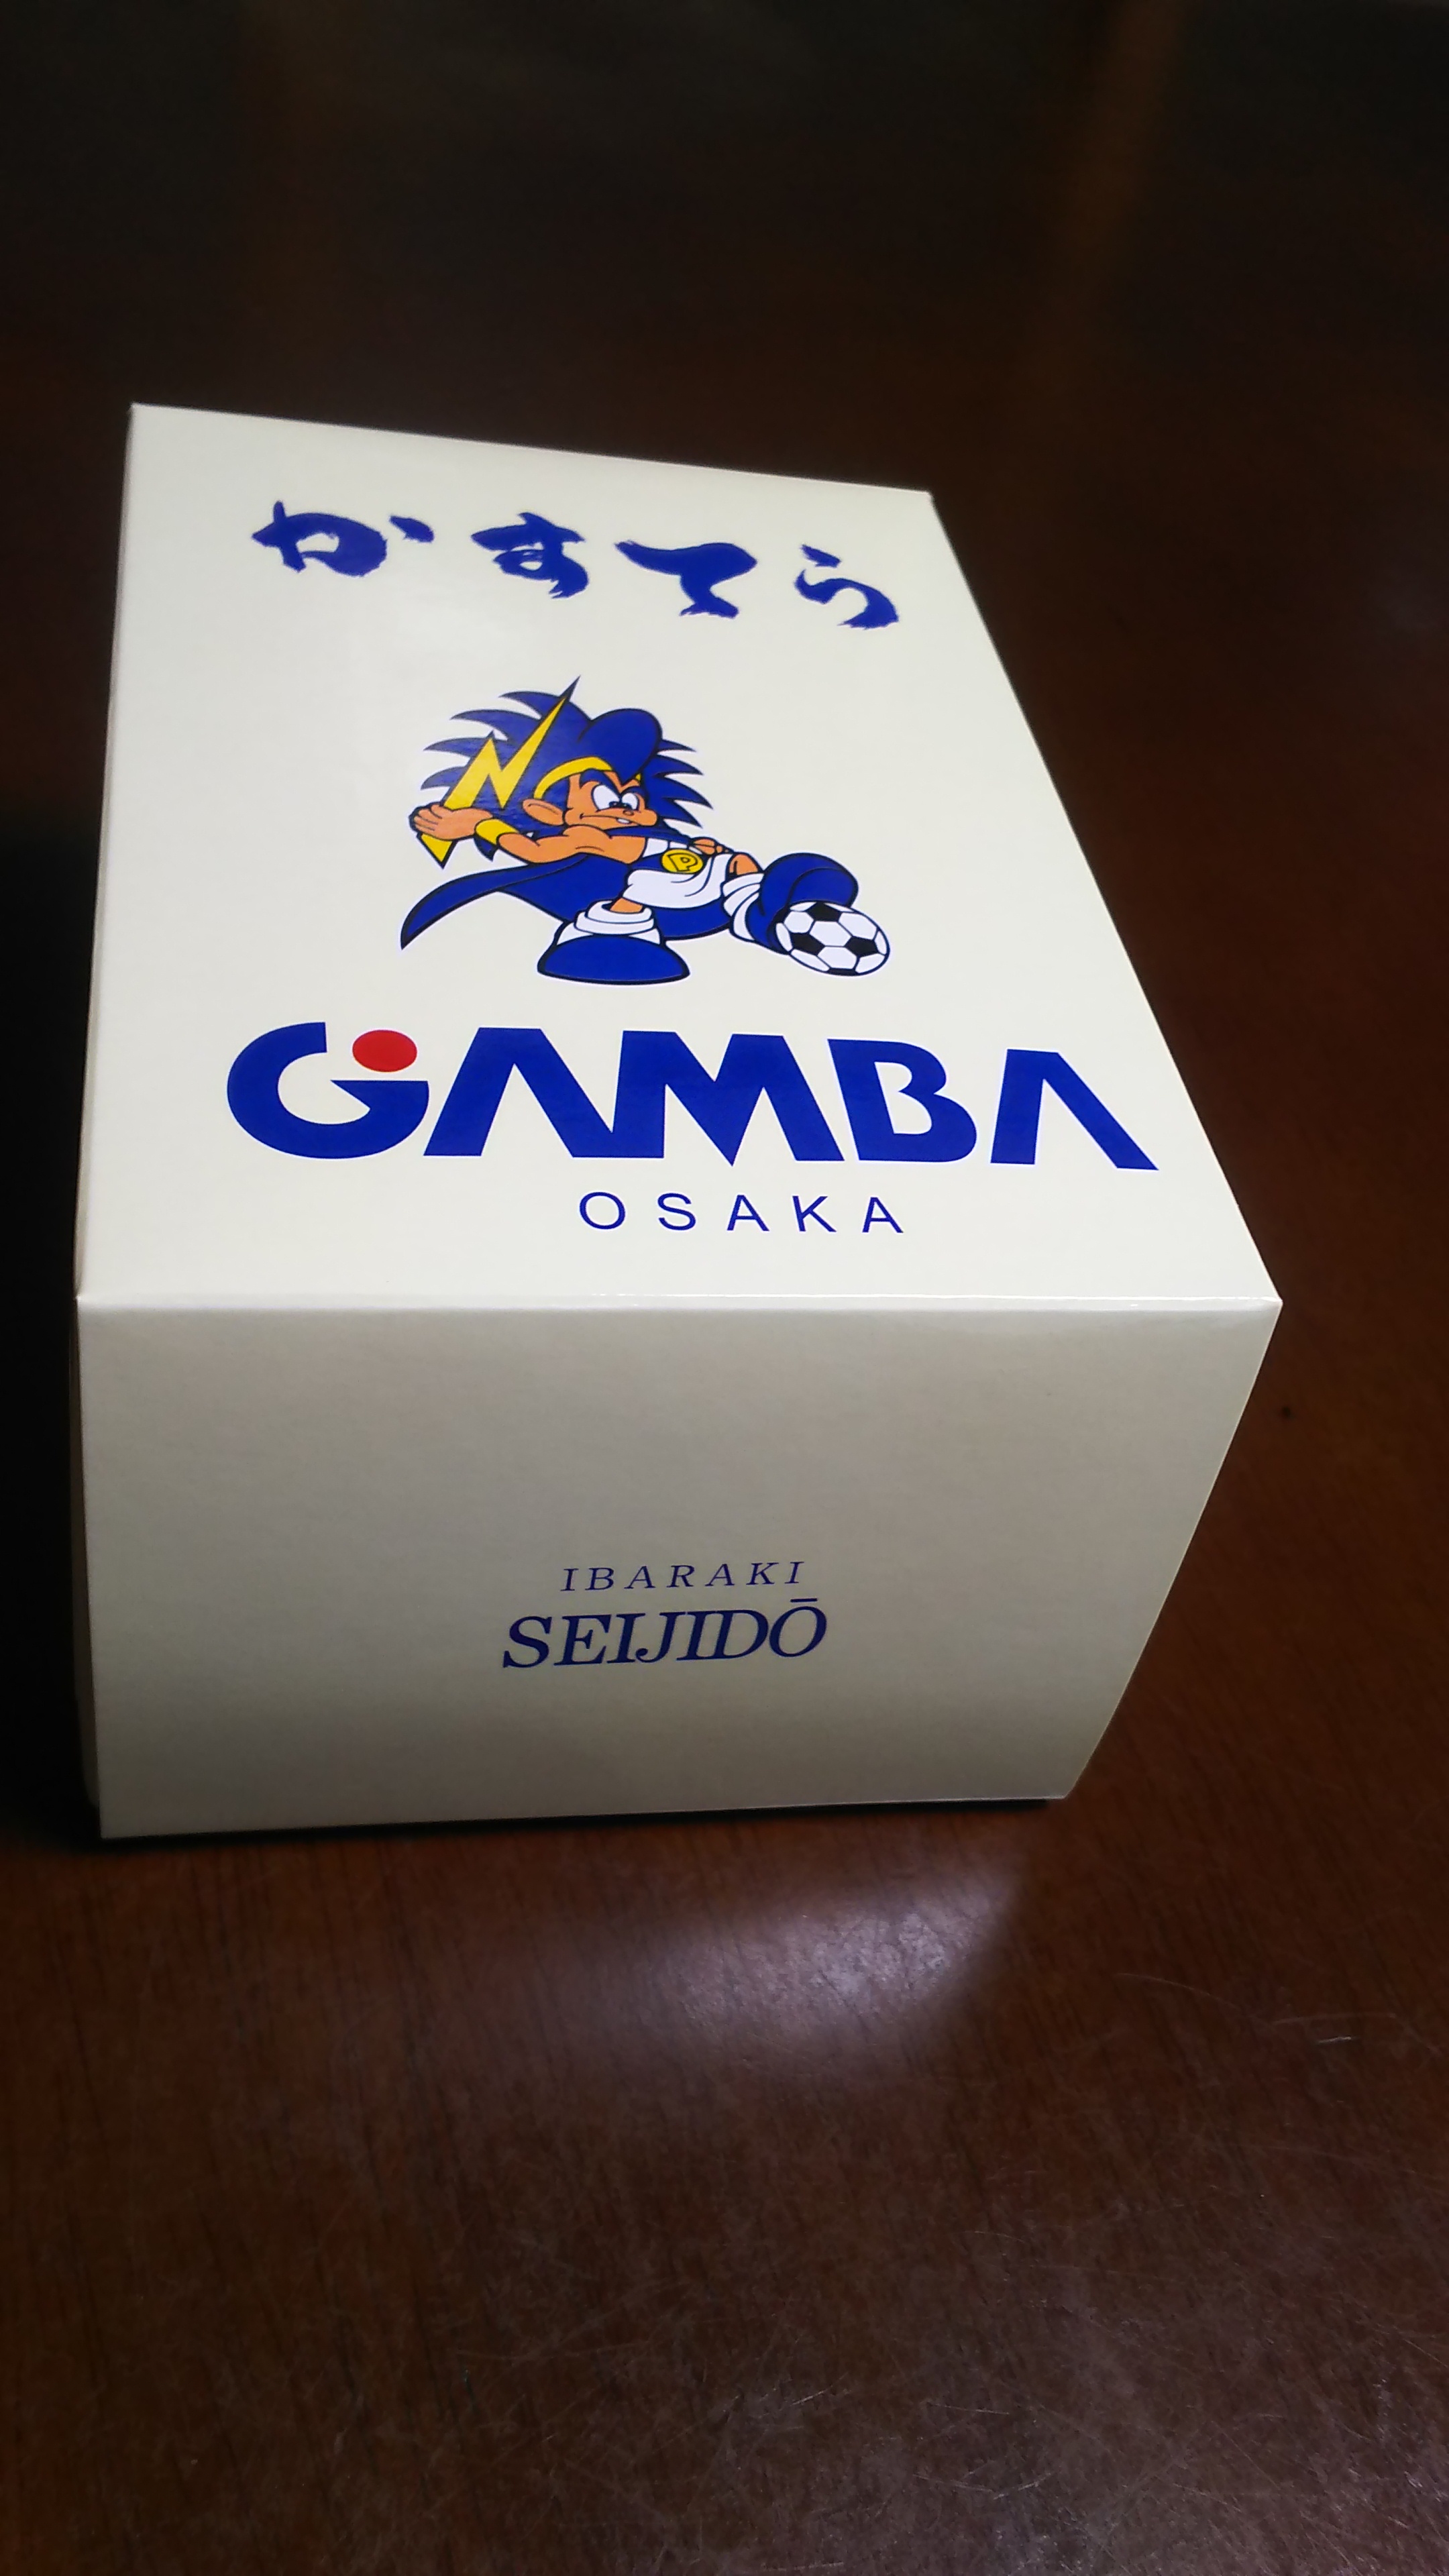 かすてら
P
GAMBA
OSAKA
IBARAKI
SEIJIDŌ